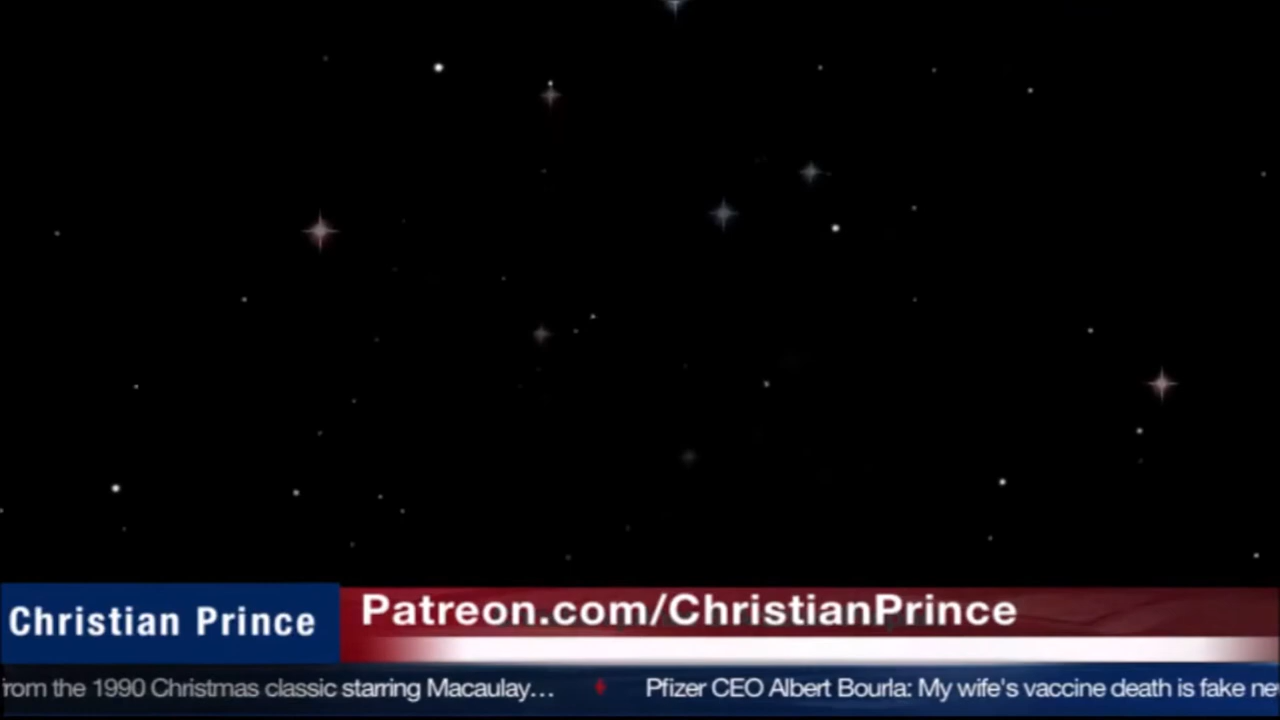 Christian Prince
Patreon.com/ChristianPrince
from the 1990 Christmas classic starring Macaulay... Pfizer CEO Albert Bourla: My wife's vaccine death is fake ne